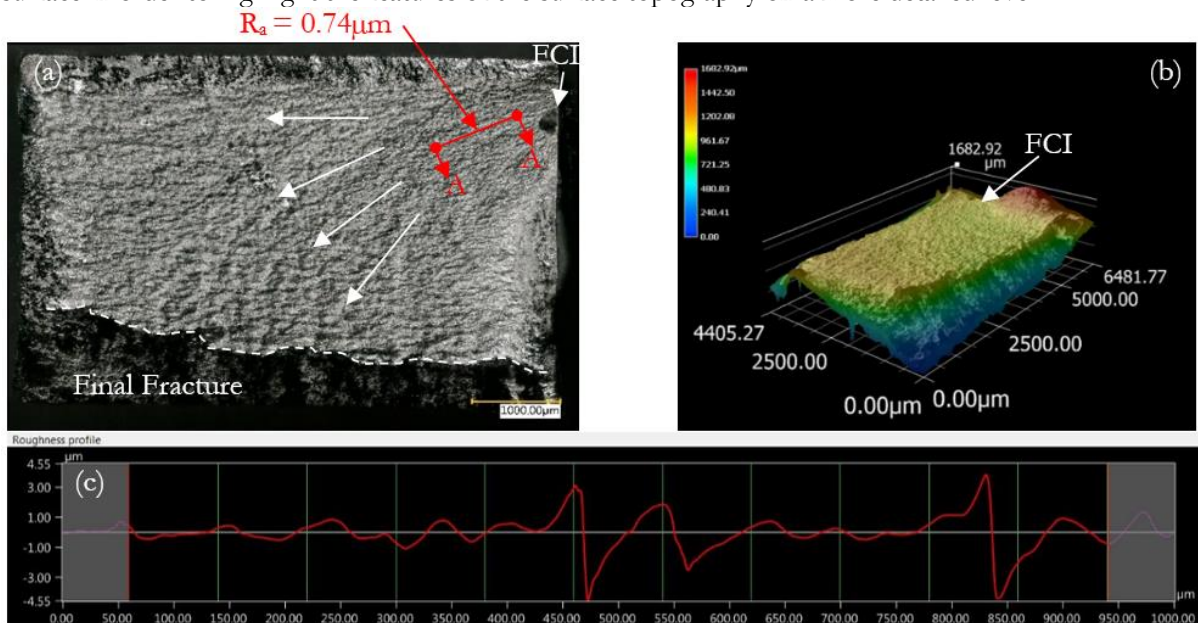 R_a = 0.74μm
(a)
FCI
A
A
Final Fracture
1000.00μm
(b)
1682.92μm
1442.50
1202.08
961.67
721.25
480.83
240.41
0.00
1682.92
μm
FCI
6481.77
5000.00
2500.00
0.00μm
4405.27
2500.00
0.00μm
Roughness profile
(c)
μm
4.55
3.00
1.00
-1.00
-3.00
-4.55
0.00 50.00 100.00 150.00 200.00 250.00 300.00 350.00 400.00 450.00 500.00 550.00 600.00 650.00 700.00 750.00 800.00 850.00 900.00 950.00 1000.00
μm